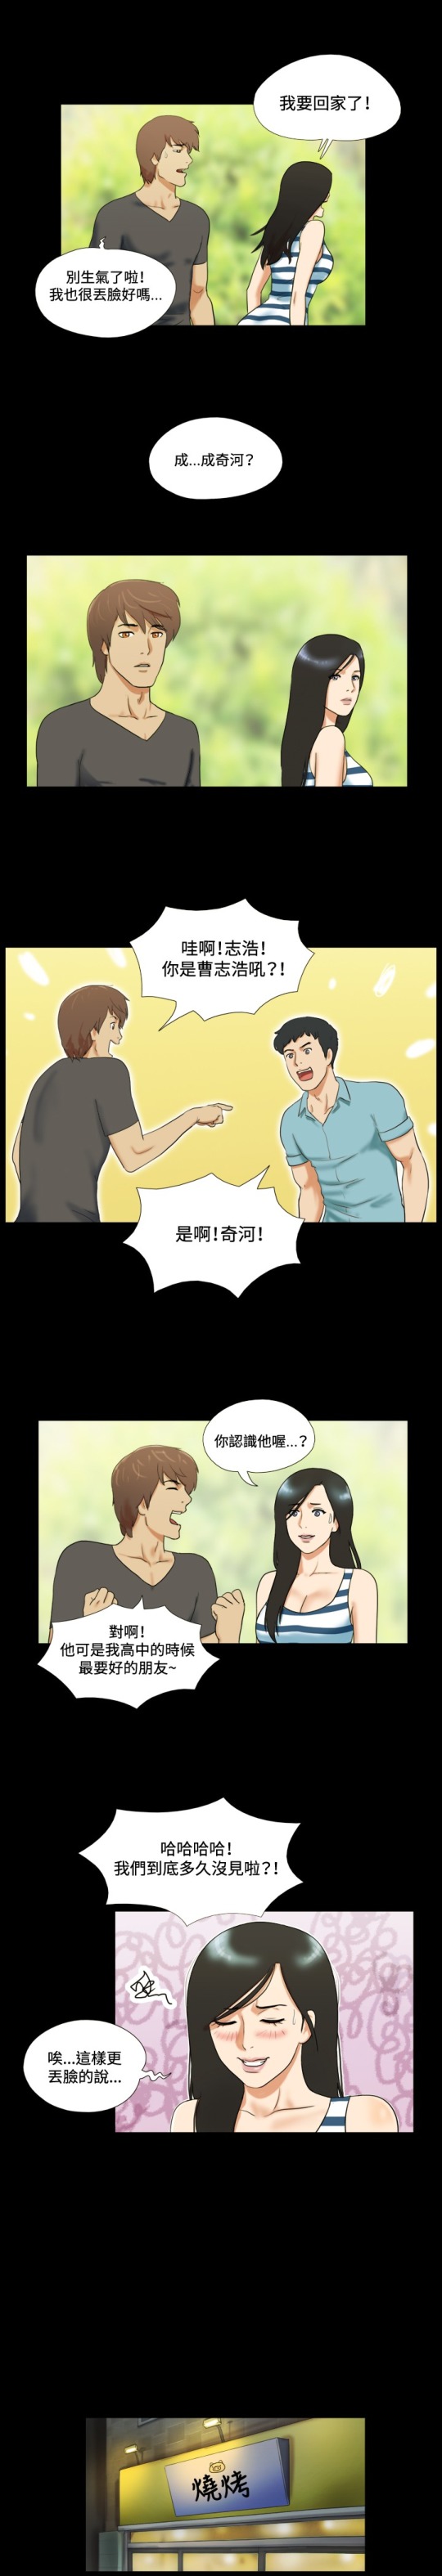 我要回家了！
別生氣了啦！
我也很丟臉好嗎...
成...成奇河？
哇啊！志浩！
你是曹志浩吼？！
是啊！奇河！
你認識他喔...？
對啊！
他可是我高中的時候
最要好的朋友~
哈哈哈哈！
我們到底多久沒見啦？！
唉...這樣更
丟臉的說...
燒烤